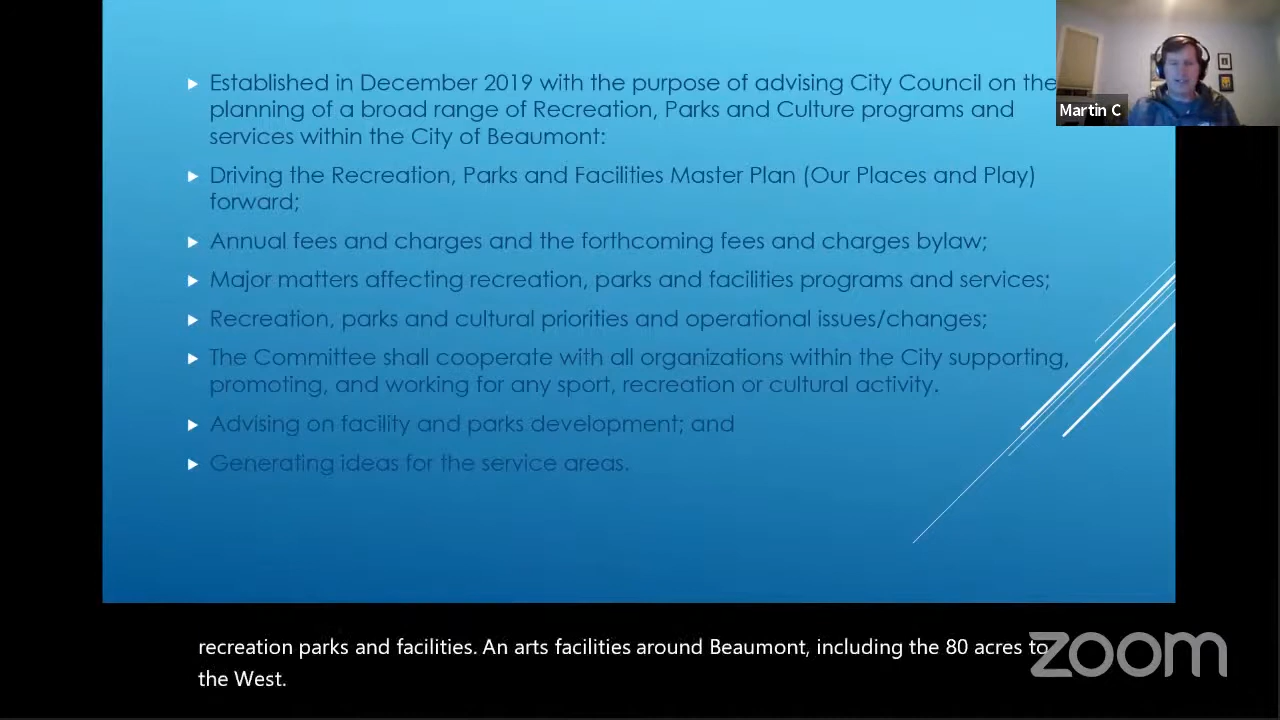 Established in December 2019 with the purpose of advising City Council on the
planning of a broad range of Recreation, Parks and Culture programs and
services within the City of Beaumont:
Driving the Recreation, Parks and Facilities Master Plan (Our Places and Play)
forward;
Annual fees and charges and the forthcoming fees and charges bylaw;
Major matters affecting recreation, parks and facilities programs and services;
Recreation, parks and cultural priorities and operational issues/changes;
The Committee shall cooperate with all organizations within the City supporting,
promoting, and working for any sport, recreation or cultural activity.
Advising on facility and parks development; and
Generating ideas for the service areas.
Martin C
recreation parks and facilities. An arts facilities around Beaumont, including the 80 acres to
the West.
zoom